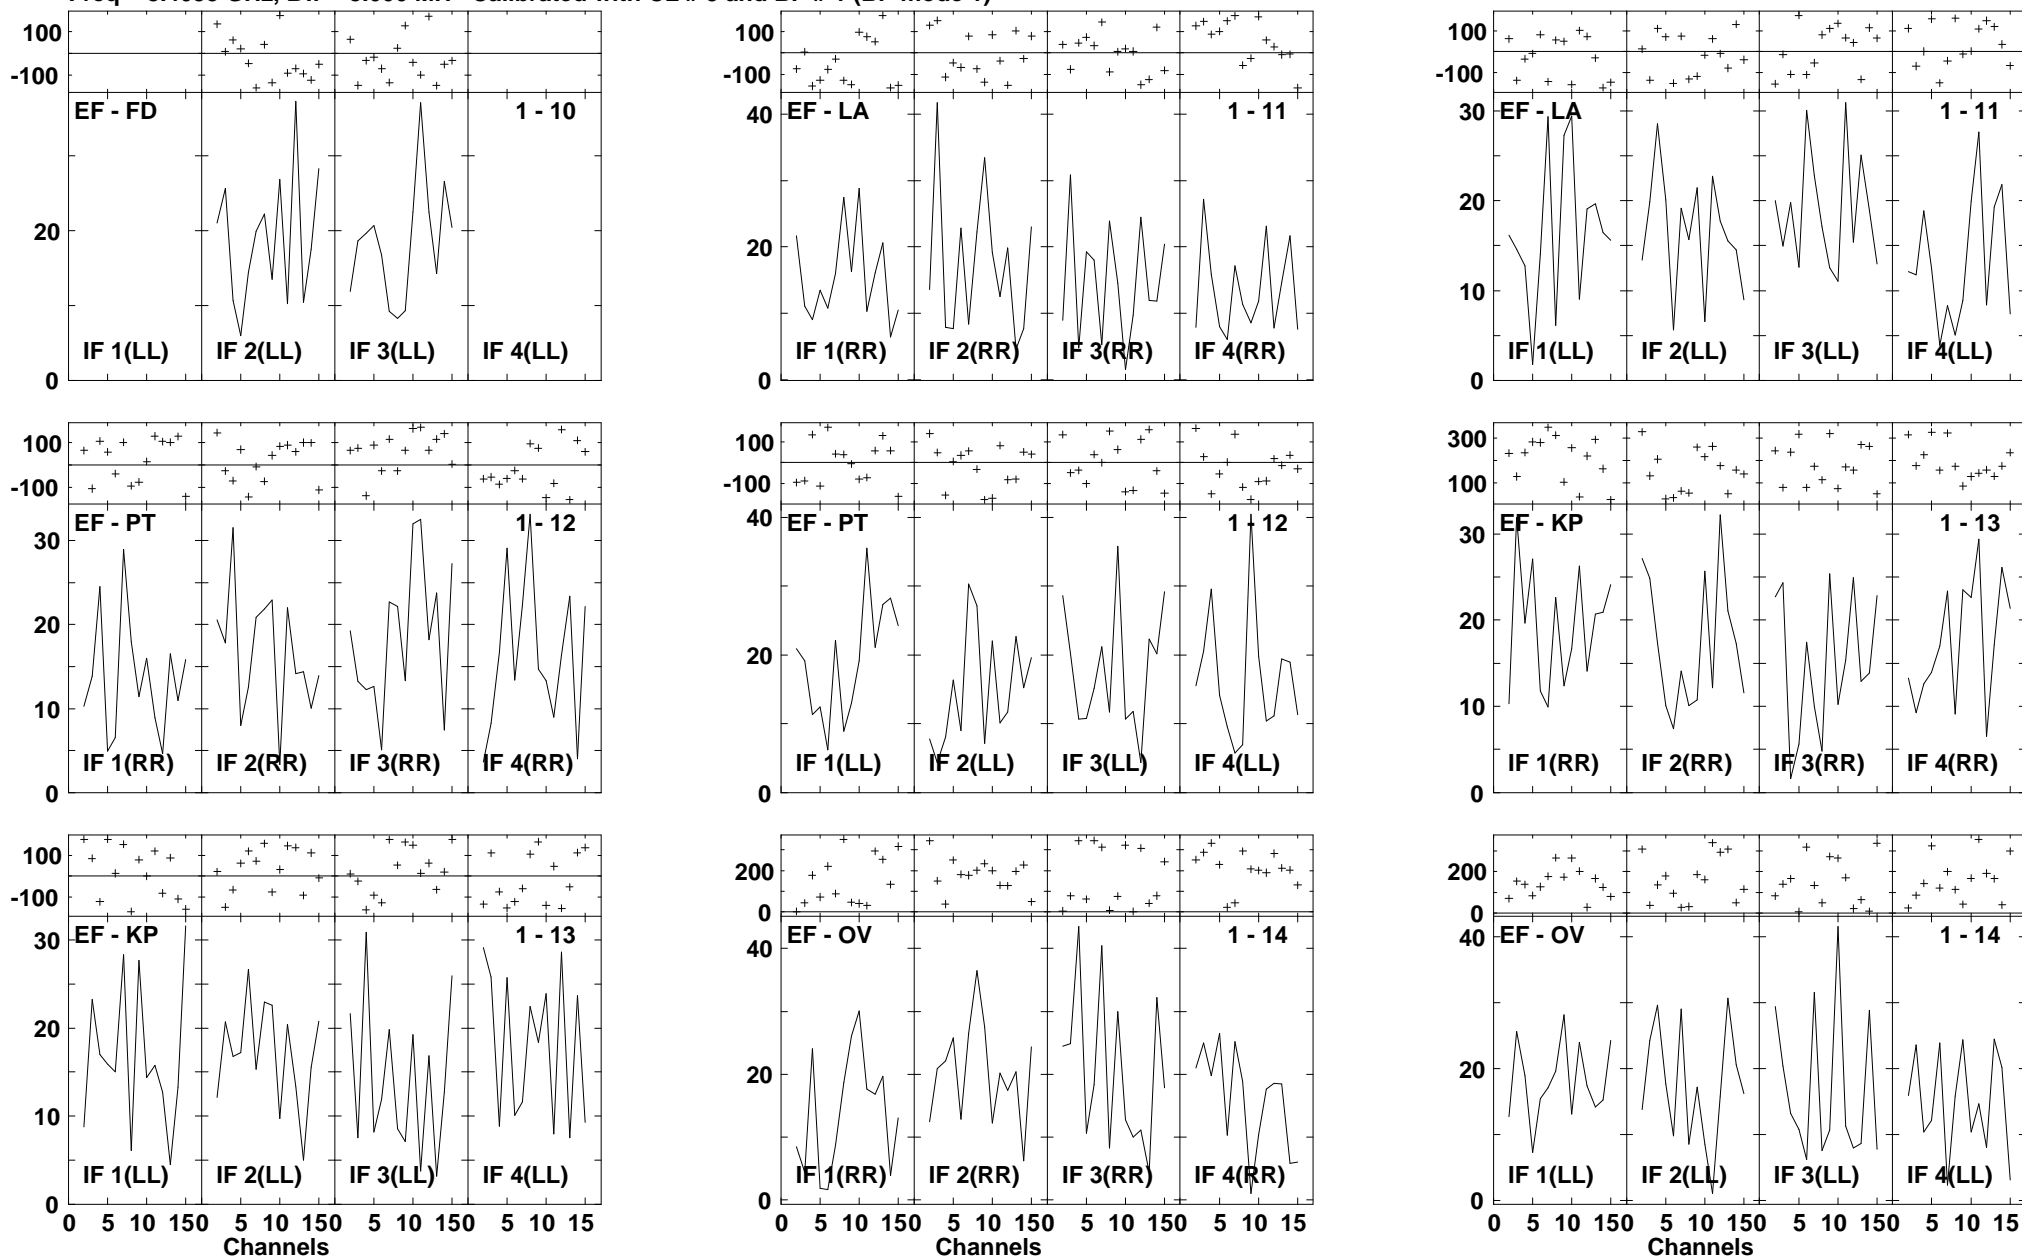 100 100 100
-100 -100 -100
EF - FD 1 - 10 EF - LA 1 - 11 EF - LA 1 - 11
40 30
20 20 20
10
IF 1(LL) IF 2(LL) IF 3(LL) IF 4(LL) IF 1(RR) IF 2(RR) IF 3(RR) IF 4(RR) IF 1(LL) IF 2(LL) IF 3(LL) IF 4(LL)
0 0 0
100 100 300
-100 -100 100
EF - PT 1 - 12 EF - PT 1 - 12 EF - KP 1 - 13
30 40 30
20 20 20
10 10
IF 1(RR) IF 2(RR) IF 3(RR) IF 4(RR) IF 1(LL) IF 2(LL) IF 3(LL) IF 4(LL) IF 1(RR) IF 2(RR) IF 3(RR) IF 4(RR)
0 0 0
100 200 200
-100 0 0
EF - KP 1 - 13 EF - OV 1 - 14 EF - OV 1 - 14
30 40 40
20 20 20
10
IF 1(LL) IF 2(LL) IF 3(LL) IF 4(LL) IF 1(RR) IF 2(RR) IF 3(RR) IF 4(RR) IF 1(LL) IF 2(LL) IF 3(LL) IF 4(LL)
0 0 0
0 5 10 150 5 10 150 5 10 150 5 10 15 0 5 10 150 5 10 150 5 10 150 5 10 15 0 5 10 150 5 10 150 5 10 150 5 10 15
Channels Channels Channels